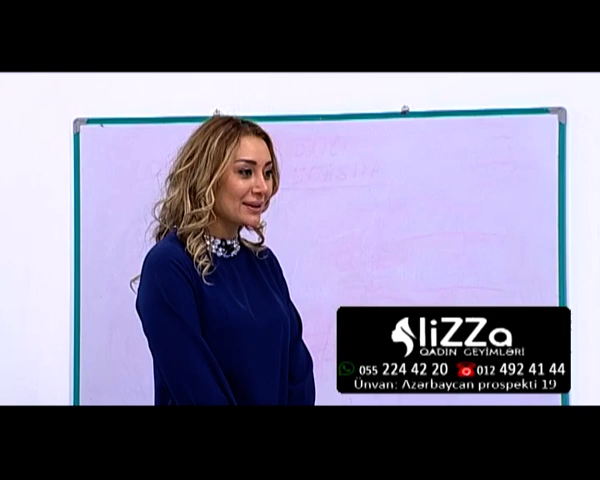 liZZa
QADIN GEYİMLƏRİ
055 224 42 20 012 492 41 44
Ünvan: Azərbaycan prospekti 19